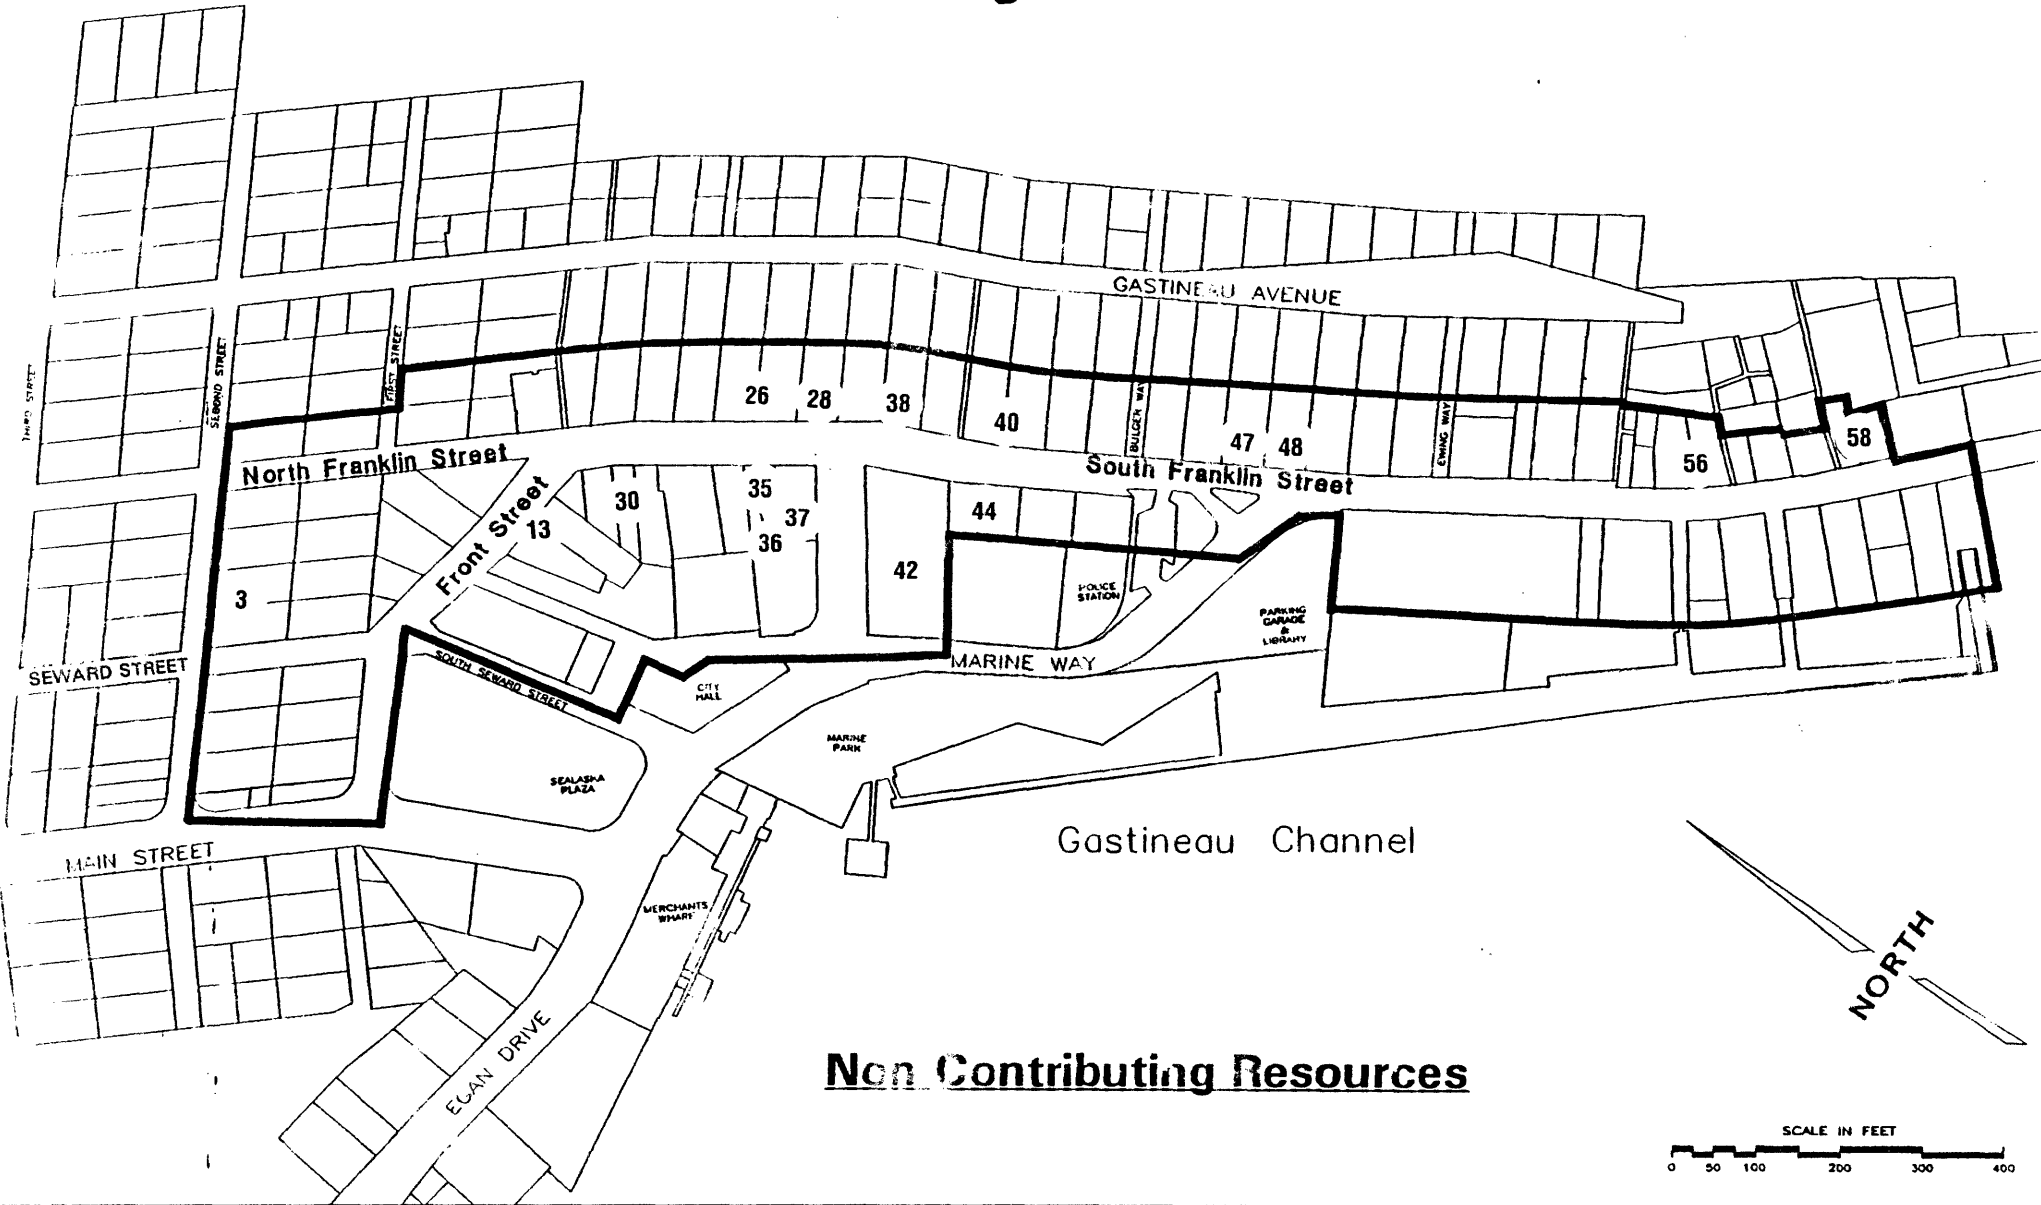 GASTINEAU AVENUE
THIRD STREET
SECOND STREET
FIRST STREET
26
28
38
40
BULGER WAY
47
48
EWING WAY
56
58
North Franklin Street
South Franklin Street
Front Street
13
30
35
37
36
44
42
3
POLICE
STATION
PARKING
GARAGE
&
LIBRARY
SEWARD STREET
SOUTH SEWARD STREET
CITY
HALL
MARINE WAY
MARINE
PARK
SEALASKA
PLAZA
MAIN STREET
Gastineau Channel
MERCHANTS
WHARF
NORTH
EGAN DRIVE
Non Contributing Resources
SCALE IN FEET
0 50 100 200 300 400